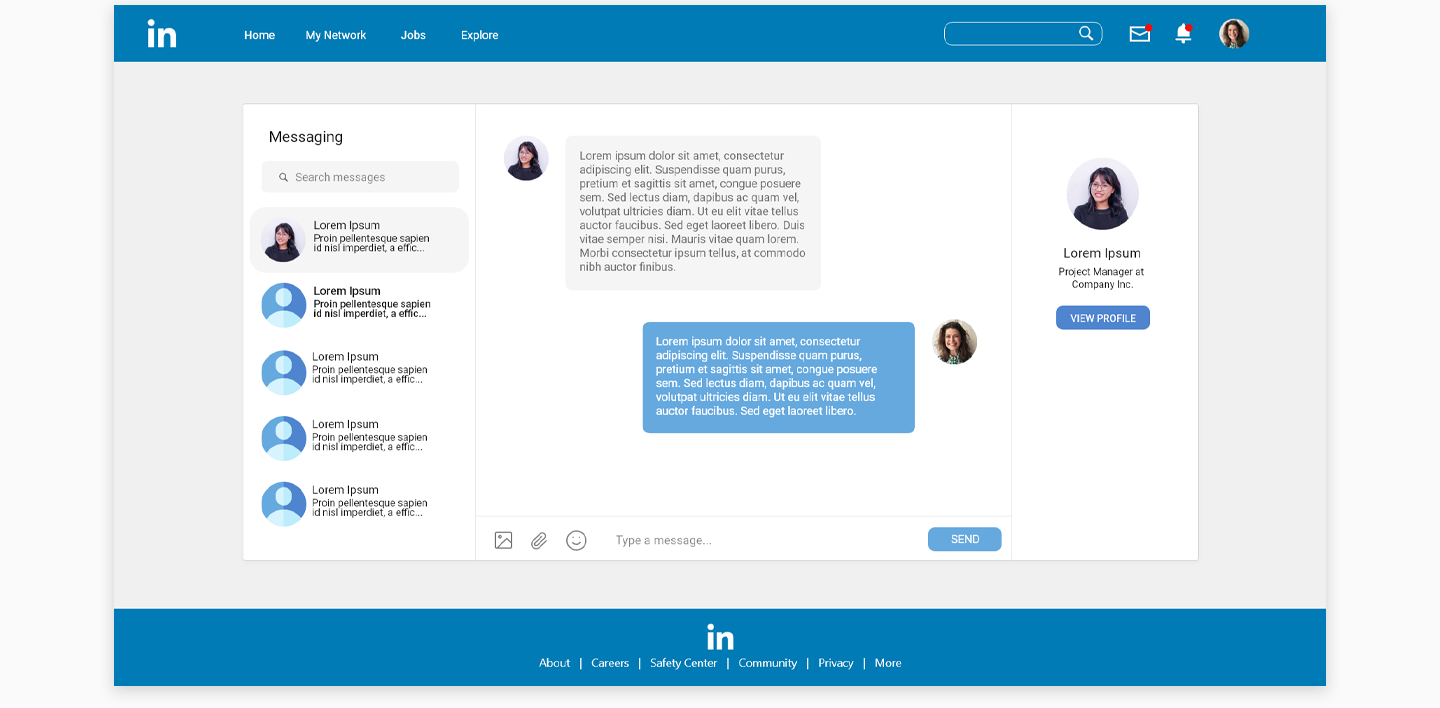 in
Home
My Network
Jobs
Explore
Messaging
Search messages
Lorem Ipsum
Proin pellentesque sapien
id nisl imperdiet, a effic...
Lorem Ipsum
Proin pellentesque sapien
id nisl imperdiet, a effic...
Lorem Ipsum
Proin pellentesque sapien
id nisl imperdiet, a effic...
Lorem Ipsum
Proin pellentesque sapien
id nisl imperdiet, a effic...
Lorem Ipsum
Proin pellentesque sapien
id nisl imperdiet, a effic...
Lorem ipsum dolor sit amet, consectetur
adipiscing elit. Suspendisse quam purus,
pretium et sagittis sit amet, congue posuere
sem. Sed lectus diam, dapibus ac quam vel,
volutpat ultricies diam. Ut eu elit vitae tellus
auctor faucibus. Sed eget laoreet libero. Duis
vitae semper nisi. Mauris vitae quam lorem.
Morbi consectetur ipsum tellus, at commodo
nibh auctor finibus.
Lorem ipsum dolor sit amet, consectetur
adipiscing elit. Suspendisse quam purus,
pretium et sagittis sit amet, congue posuere
sem. Sed lectus diam, dapibus ac quam vel,
volutpat ultricies diam. Ut eu elit vitae tellus
auctor faucibus. Sed eget laoreet libero.
Type a message...
SEND
Lorem Ipsum
Project Manager at
Company Inc.
VIEW PROFILE
in
About | Careers | Safety Center | Community | Privacy | More